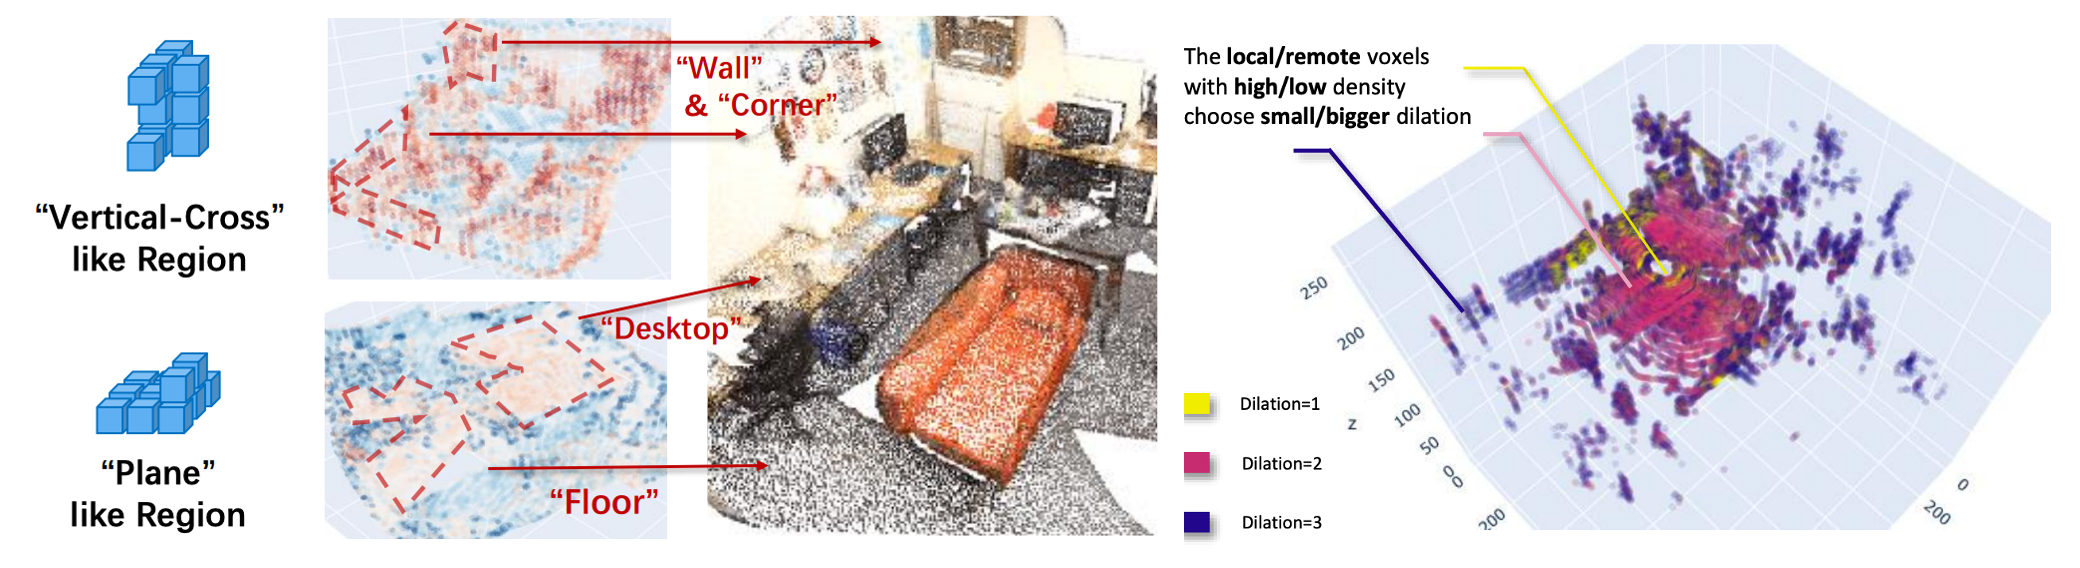 “Vertical-Cross”
like Region
“Plane”
like Region
“Wall”
& “Corner”
“Desktop”
“Floor”
The local/remote voxels
with high/low density
choose small/bigger dilation
Dilation=1
Dilation=2
Dilation=3
250
200
150
100
50
0
z
0
200
0
200